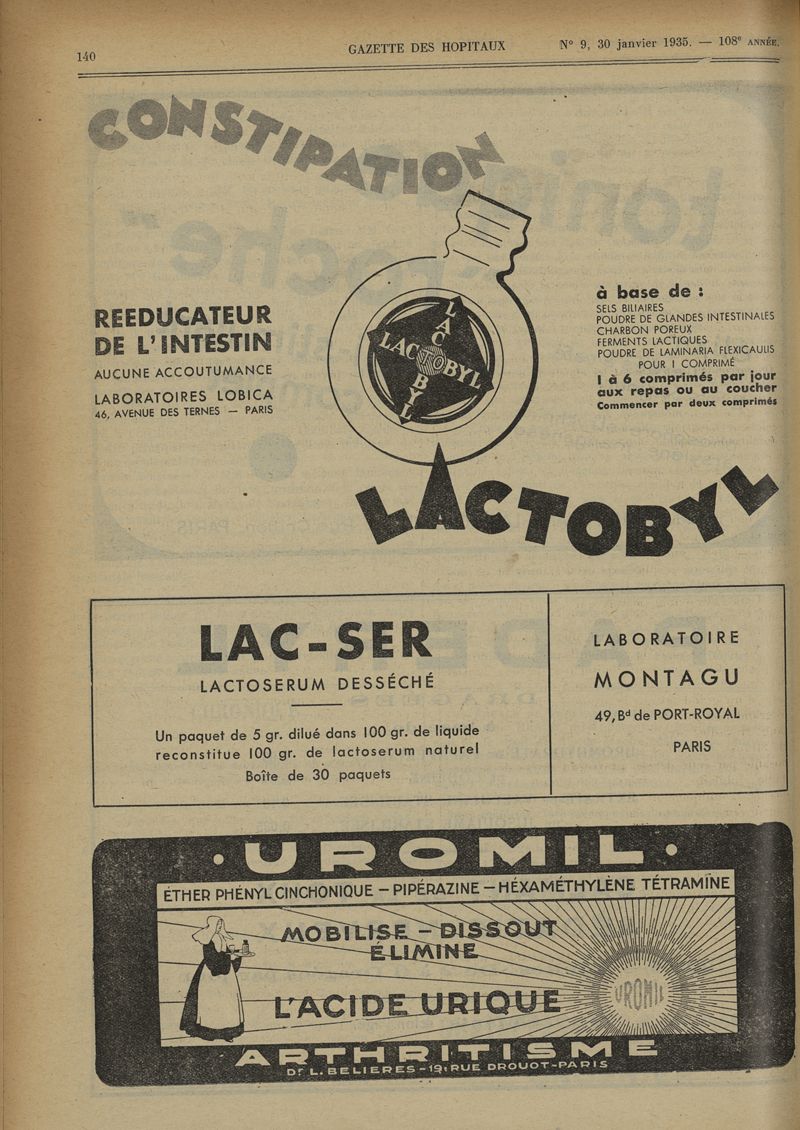 140
GAZETTE DES HOPITAUX
N° 9, 30 janvier 1935. — 108e ANNÉE.
CONSTIPATION
REEDUCATEUR
DE L'INTESTIN
AUCUNE ACCOUTUMANCE
LABORATOIRES LOBICA
46, AVENUE DES TERNES — PARIS
LACTOBYL
LACTOBYL
à base de :
SELS BILIAIRES
POUDRE DE GLANDES INTESTINALES
CHARBON POREUX
FERMENTS LACTIQUES
POUDRE DE LAMINARIA FLEXICAULIS
POUR 1 COMPRIMÉ
1 à 6 comprimés par jour
aux repas ou au coucher
Commencer par deux comprimés
LACTOBYL
LAC-SER
LACTOSERUM DESSÉCHÉ
Un paquet de 5 gr. dilué dans 100 gr. de liquide
reconstitue 100 gr. de lactoserum naturel
Boîte de 30 paquets
LABORATOIRE
MONTAGU
49, Bd de PORT-ROYAL
PARIS
· UROMIL ·
ÉTHER PHÉNYL CINCHONIQUE — PIPÉRAZINE — HÉXAMÉTHYLÈNE TÉTRAMINE
MOBILISE — DISSOUT
ÉLIMINE
L'ACIDE URIQUE
UROMIL
ARTHRITISME
Dr L. BELIERES - 19, RUE DROUOT - PARIS